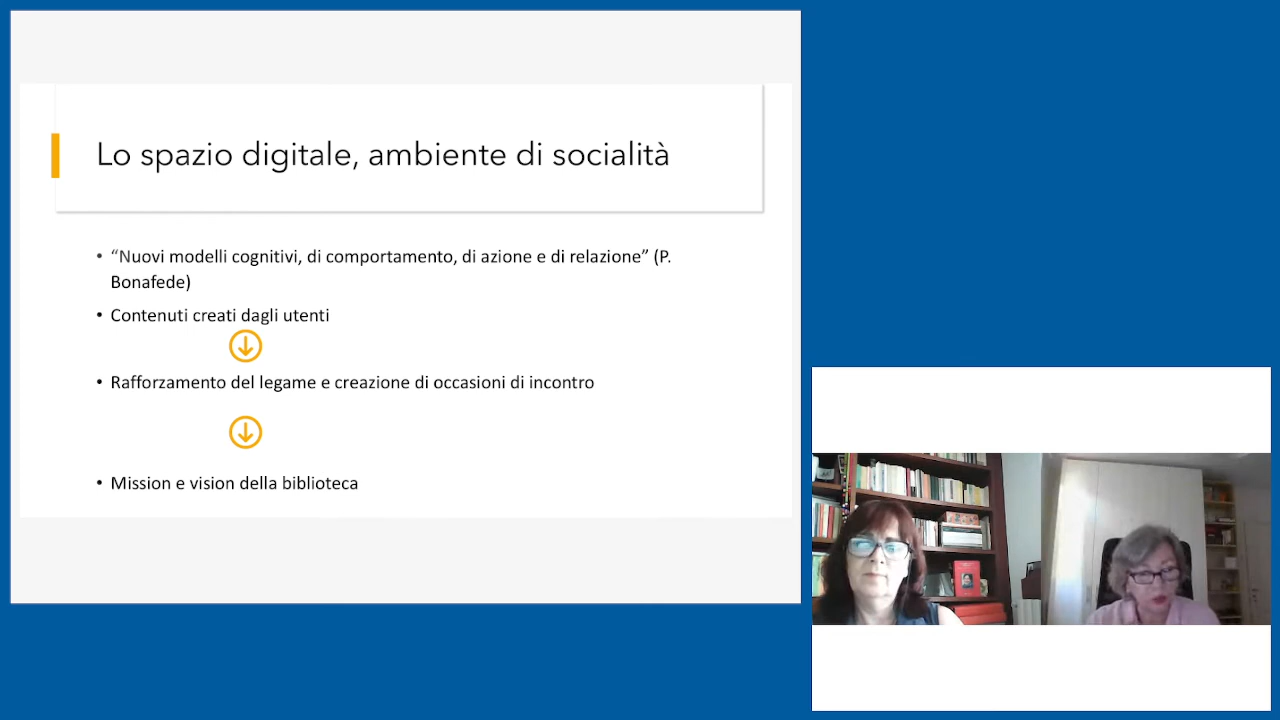 Lo spazio digitale, ambiente di socialità
• “Nuovi modelli cognitivi, di comportamento, di azione e di relazione” (P.
Bonafede)
• Contenuti creati dagli utenti
• Rafforzamento del legame e creazione di occasioni di incontro
• Mission e vision della biblioteca